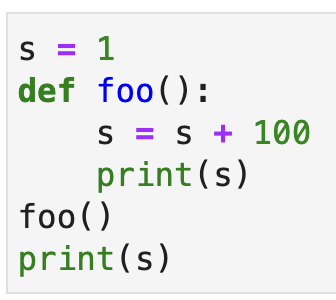 s = 1
def foo():
    s = s + 100
    print(s)
foo()
print(s)